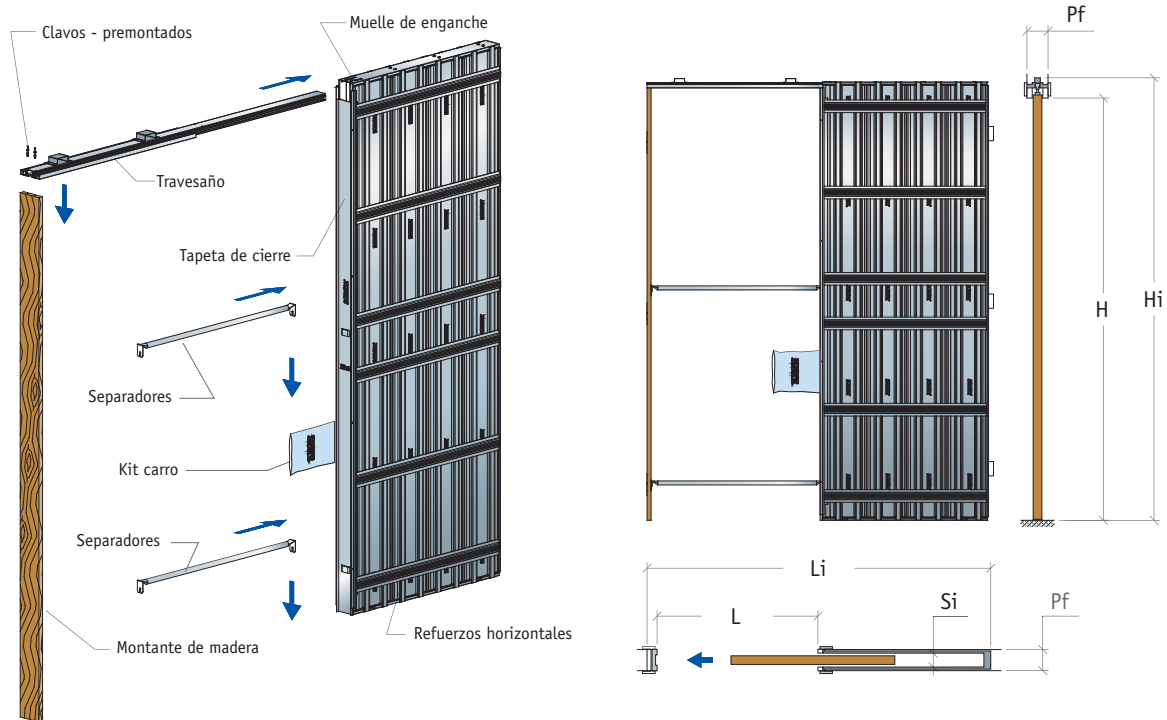 Clavos - premontados
Muelle de enganche
Travesaño
Tapeta de cierre
Separadores
Kit carro
Separadores
Montante de madera
Refuerzos horizontales
Pf
H
Hi
Li
L
Si
Pf